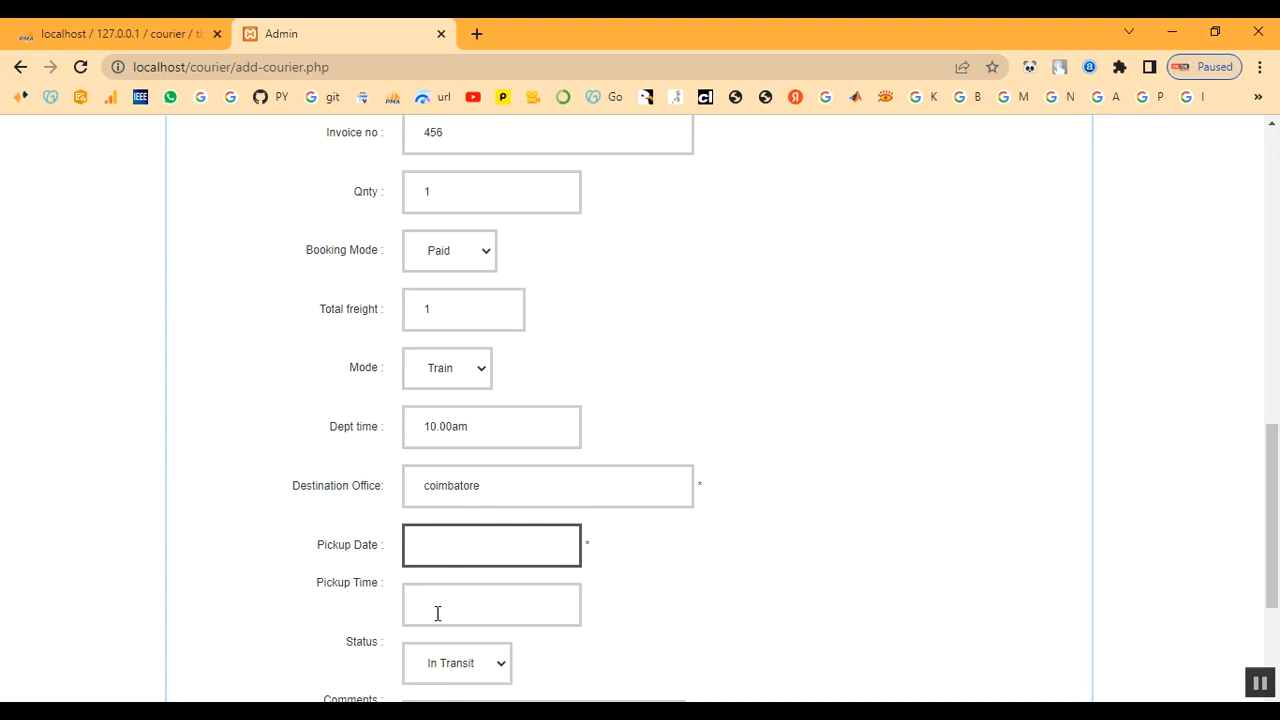 localhost / 127.0.0.1 / courier / tb
Admin
localhost/courier/add-courier.php
Paused
PY
git
url
Go
K
B
M
N
A
P
I
Invoice no :
456
Qnty :
1
Booking Mode :
Paid
Total freight :
1
Mode :
Train
Dept time :
10.00am
Destination Office:
coimbatore
*
Pickup Date :
*
Pickup Time :
Status :
In Transit
Comments :